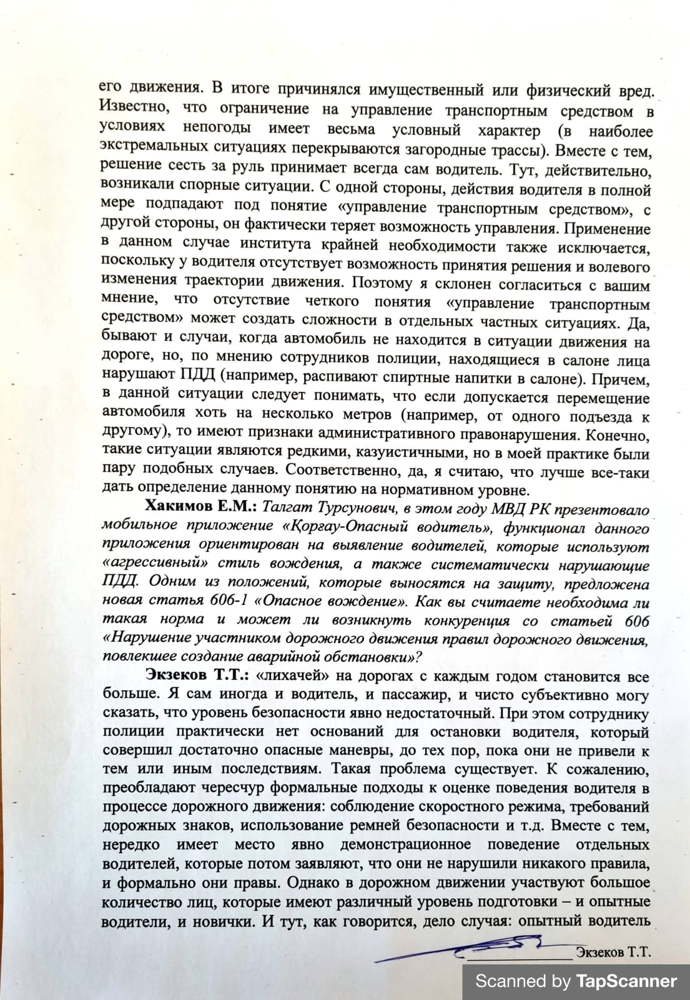 его движения. В итоге причинялся имущественный или физический вред.
Известно, что ограничение на управление транспортным средством в
условиях непогоды имеет весьма условный характер (в наиболее
экстремальных ситуациях перекрываются загородные трассы). Вместе с тем,
решение сесть за руль принимает всегда сам водитель. Тут, действительно,
возникали спорные ситуации. С одной стороны, действия водителя в полной
мере подпадают под понятие «управление транспортным средством», с
другой стороны, он фактически теряет возможность управления. Применение
в данном случае института крайней необходимости также исключается,
поскольку у водителя отсутствует возможность принятия решения и волевого
изменения траектории движения. Поэтому я склонен согласиться с вашим
мнение, что отсутствие четкого понятия «управление транспортным
средством» может создать сложности в отдельных частных ситуациях. Да,
бывают и случаи, когда автомобиль не находится в ситуации движения на
дороге, но, по мнению сотрудников полиции, находящиеся в салоне лица
нарушают ПДД (например, распивают спиртные напитки в салоне). Причем,
в данной ситуации следует понимать, что если допускается перемещение
автомобиля хоть на несколько метров (например, от одного подъезда к
другому), то имеют признаки административного правонарушения. Конечно,
такие ситуации являются редкими, казуистичными, но в моей практике были
пару подобных случаев. Соответственно, да, я считаю, что лучше все-таки
дать определение данному понятию на нормативном уровне.
Хакимов Е.М.: Талгат Турсунович, в этом году МВД РК презентовало
мобильное приложение «Қорғау-Опасный водитель», функционал данного
приложения ориентирован на выявление водителей, которые используют
«агрессивный» стиль вождения, а также систематически нарушающие
ПДД. Одним из положений, которые выносятся на защиту, предложена
новая статья 606-1 «Опасное вождение». Как вы считаете необходима ли
такая норма и может ли возникнуть конкуренция со статьей 606
«Нарушение участником дорожного движения правил дорожного движения,
повлекшее создание аварийной обстановки»?
Экзеков Т.Т.: «лихачей» на дорогах с каждым годом становится все
больше. Я сам иногда и водитель, и пассажир, и чисто субъективно могу
сказать, что уровень безопасности явно недостаточный. При этом сотруднику
полиции практически нет оснований для остановки водителя, который
совершил достаточно опасные маневры, до тех пор, пока они не привели к
тем или иным последствиям. Такая проблема существует. К сожалению,
преобладают чересчур формальные подходы к оценке поведения водителя в
процессе дорожного движения: соблюдение скоростного режима, требований
дорожных знаков, использование ремней безопасности и т.д. Вместе с тем,
нередко имеет место явно демонстрационное поведение отдельных
водителей, которые потом заявляют, что они не нарушили никакого правила,
и формально они правы. Однако в дорожном движении участвуют большое
количество лиц, которые имеют различный уровень подготовки – и опытные
водители, и новички. И тут, как говорится, дело случая: опытный водитель
Экзеков Т.Т.
Scanned by TapScanner